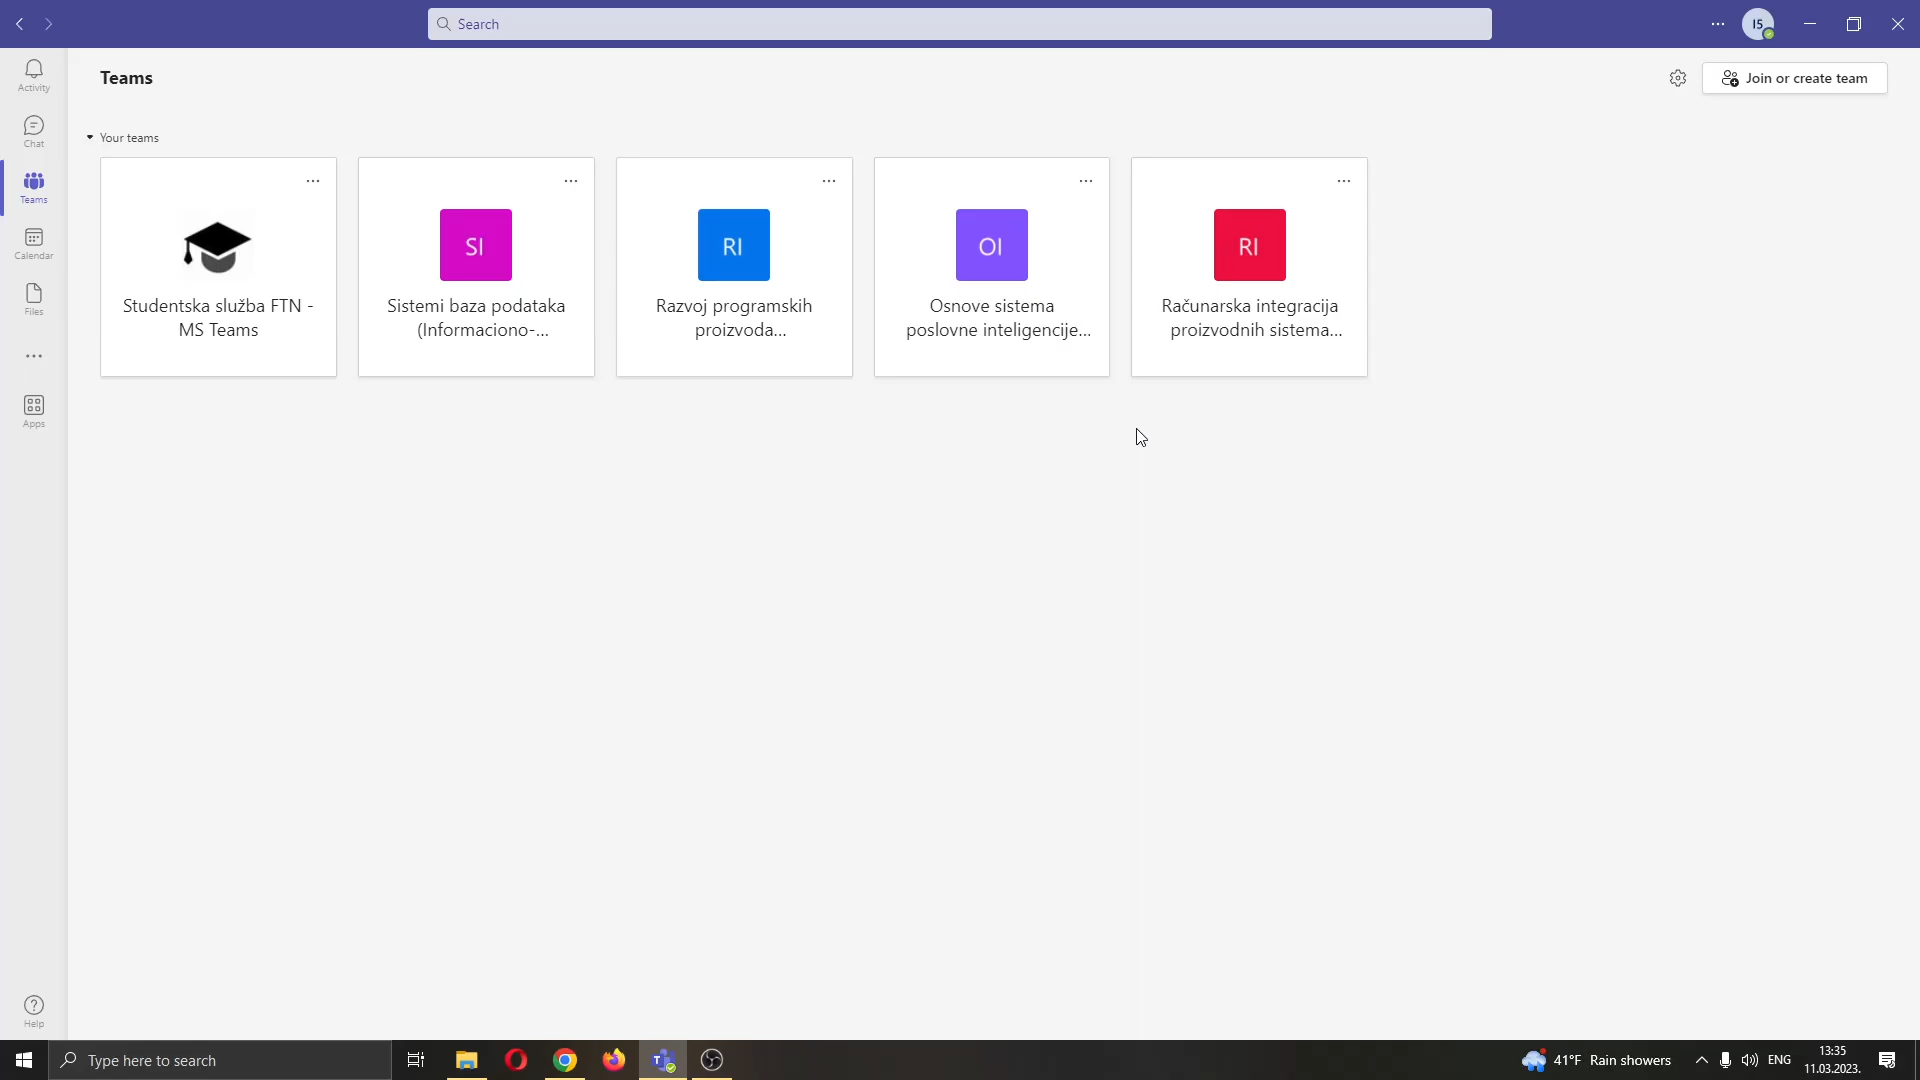 Search
I5
Activity
Chat
Teams
Calendar
Files
Apps
Help
Teams
Join or create team
Your teams
Studentska služba FTN -
MS Teams
SI
Sistemi baza podataka
(Informaciono-...
RI
Razvoj programskih
proizvoda...
OI
Osnove sistema
poslovne inteligencije...
RI
Računarska integracija
proizvodnih sistema...
Type here to search
41°F Rain showers
ENG
13:35
11.03.2023.